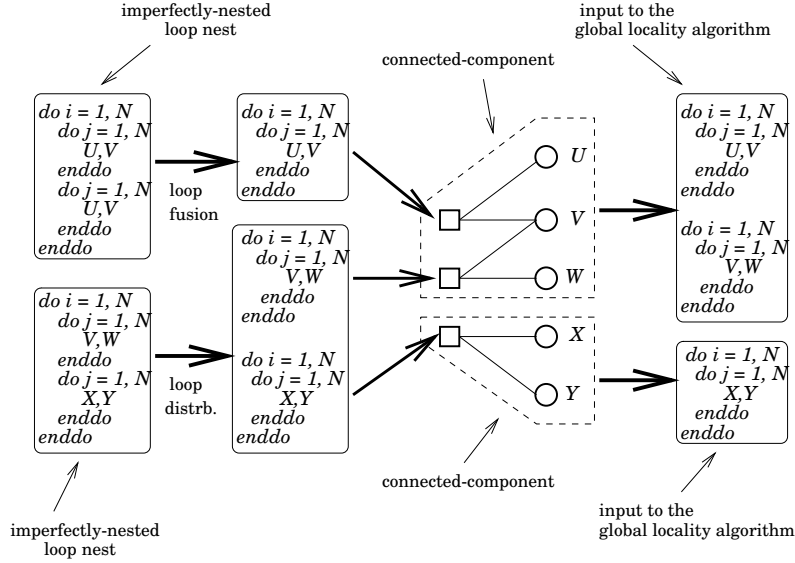 imperfectly-nested
loop nest
input to the
global locality algorithm
connected-component
do i = 1, N
do j = 1, N
U,V
enddo
do j = 1, N
U,V
enddo
enddo
loop
fusion
do i = 1, N
do j = 1, N
U,V
enddo
enddo
U
V
W
do i = 1, N
do j = 1, N
U,V
enddo
enddo
do i = 1, N
do j = 1, N
V,W
enddo
enddo
do i = 1, N
do j = 1, N
V,W
enddo
do j = 1, N
X,Y
enddo
enddo
loop
distrb.
do i = 1, N
do j = 1, N
V,W
enddo
enddo
do i = 1, N
do j = 1, N
X,Y
enddo
enddo
X
Y
do i = 1, N
do j = 1, N
X,Y
enddo
enddo
connected-component
imperfectly-nested
loop nest
input to the
global locality algorithm